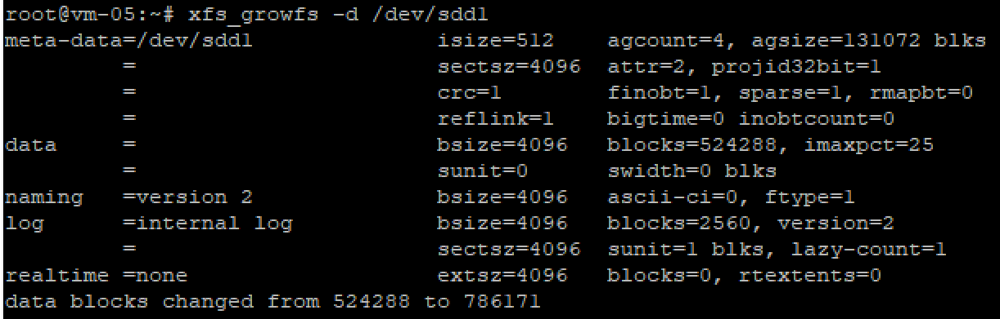 root@vm-05:~# xfs_growfs -d /dev/sdd1
meta-data=/dev/sdd1              isize=512    agcount=4, agsize=131072 blks
         =                       sectsz=4096  attr=2, projid32bit=1
         =                       crc=1        finobt=1, sparse=1, rmapbt=0
         =                       reflink=1    bigtime=0 inobtcount=0
data     =                       bsize=4096   blocks=524288, imaxpct=25
         =                       sunit=0      swidth=0 blks
naming   =version 2              bsize=4096   ascii-ci=0, ftype=1
log      =internal log           bsize=4096   blocks=2560, version=2
         =                       sectsz=4096  sunit=1 blks, lazy-count=1
realtime =none                   extsz=4096   blocks=0, rtextents=0
data blocks changed from 524288 to 786171